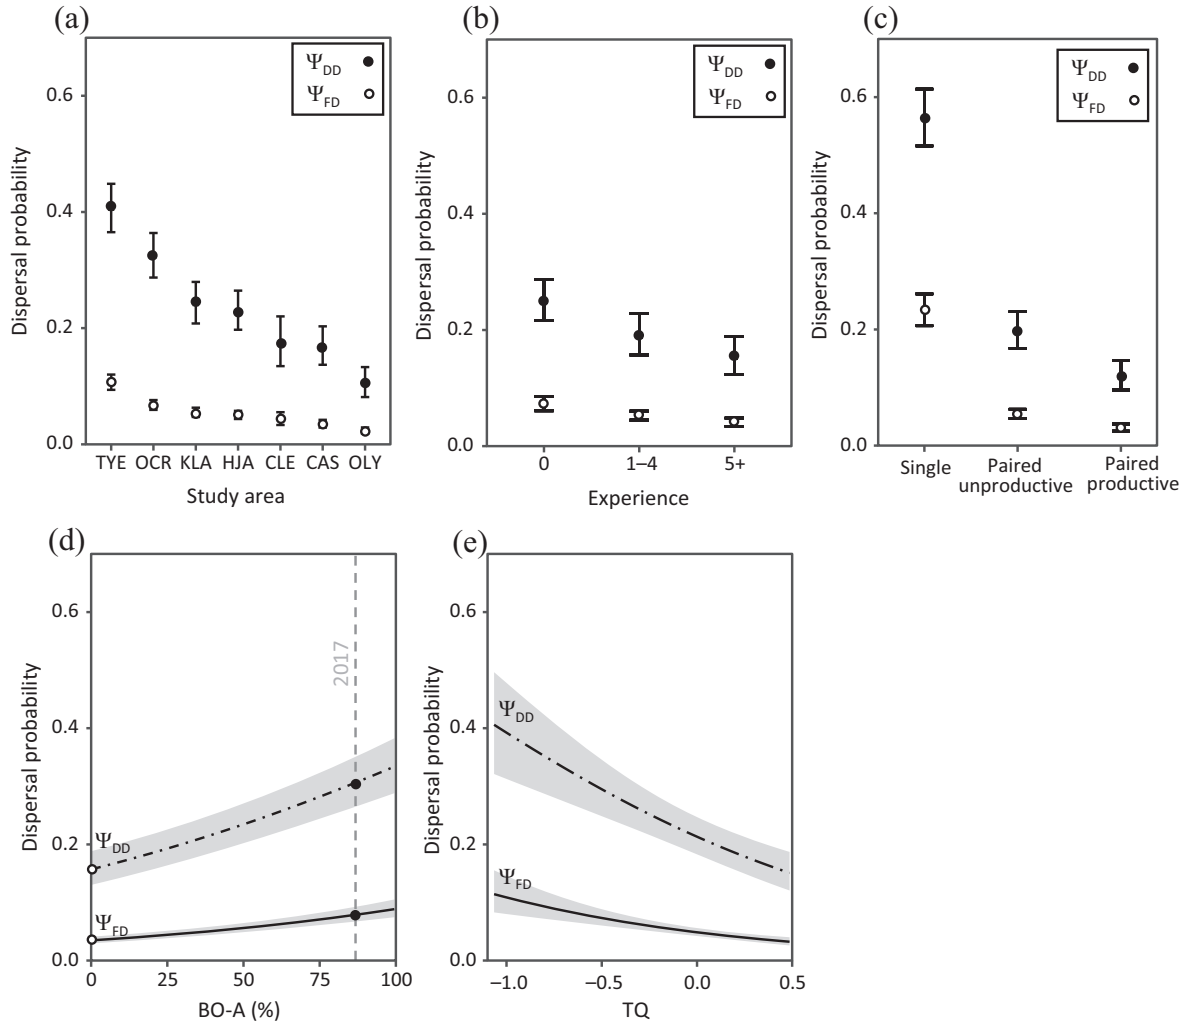 (a)
Dispersal probability
0.6
0.4
0.2
0.0
Ψ_DD
Ψ_FD
TYE OCR KLA HJA CLE CAS OLY
Study area
(b)
Dispersal probability
0.6
0.4
0.2
0.0
Ψ_DD
Ψ_FD
0 1–4 5+
Experience
(c)
Dispersal probability
0.6
0.4
0.2
0.0
Ψ_DD
Ψ_FD
Single
Paired
unproductive
Paired
productive
(d)
Dispersal probability
0.6
0.4
0.2
0.0
2017
Ψ_DD
Ψ_FD
0 25 50 75 100
BO-A (%)
(e)
Dispersal probability
0.6
0.4
0.2
0.0
Ψ_DD
Ψ_FD
–1.0 –0.5 0.0 0.5
TQ